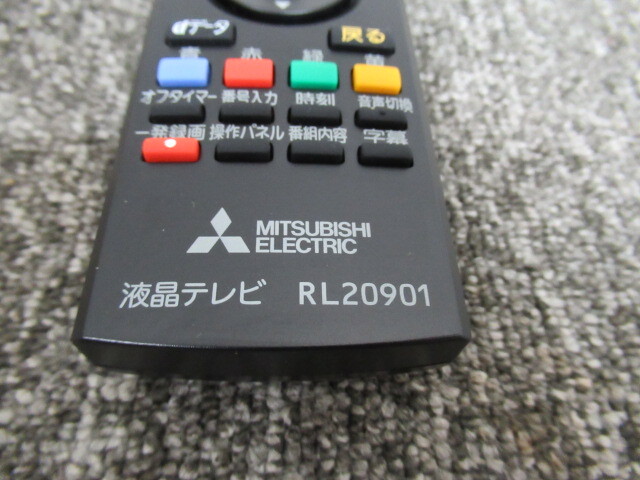 dデータ 戻る
青 赤 緑 黄
オフタイマー 番号入力 時刻 音声切換
一発録画 操作パネル 番組内容 字幕
MITSUBISHI
ELECTRIC
液晶テレビ RL20901